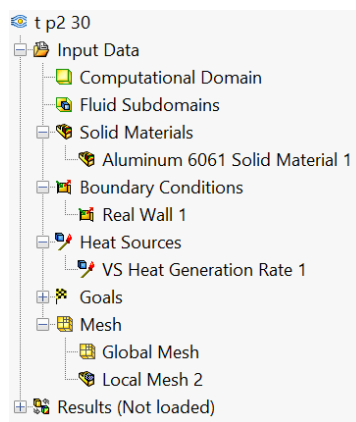 t p2 30
Input Data
Computational Domain
Fluid Subdomains
Solid Materials
Aluminum 6061 Solid Material 1
Boundary Conditions
Real Wall 1
Heat Sources
VS Heat Generation Rate 1
Goals
Mesh
Global Mesh
Local Mesh 2
Results (Not loaded)